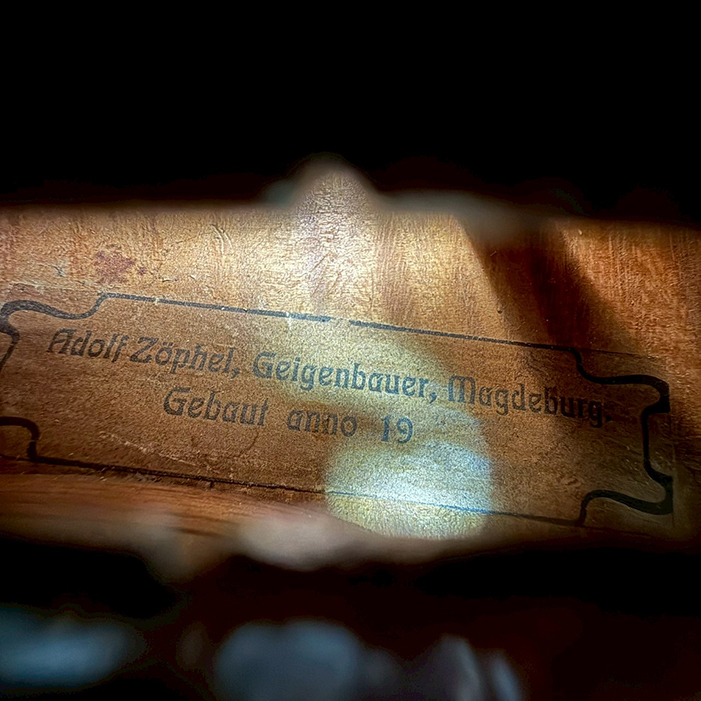 Adolf Zöphel, Geigenbauer, Magdeburg.
Gebaut anno 19